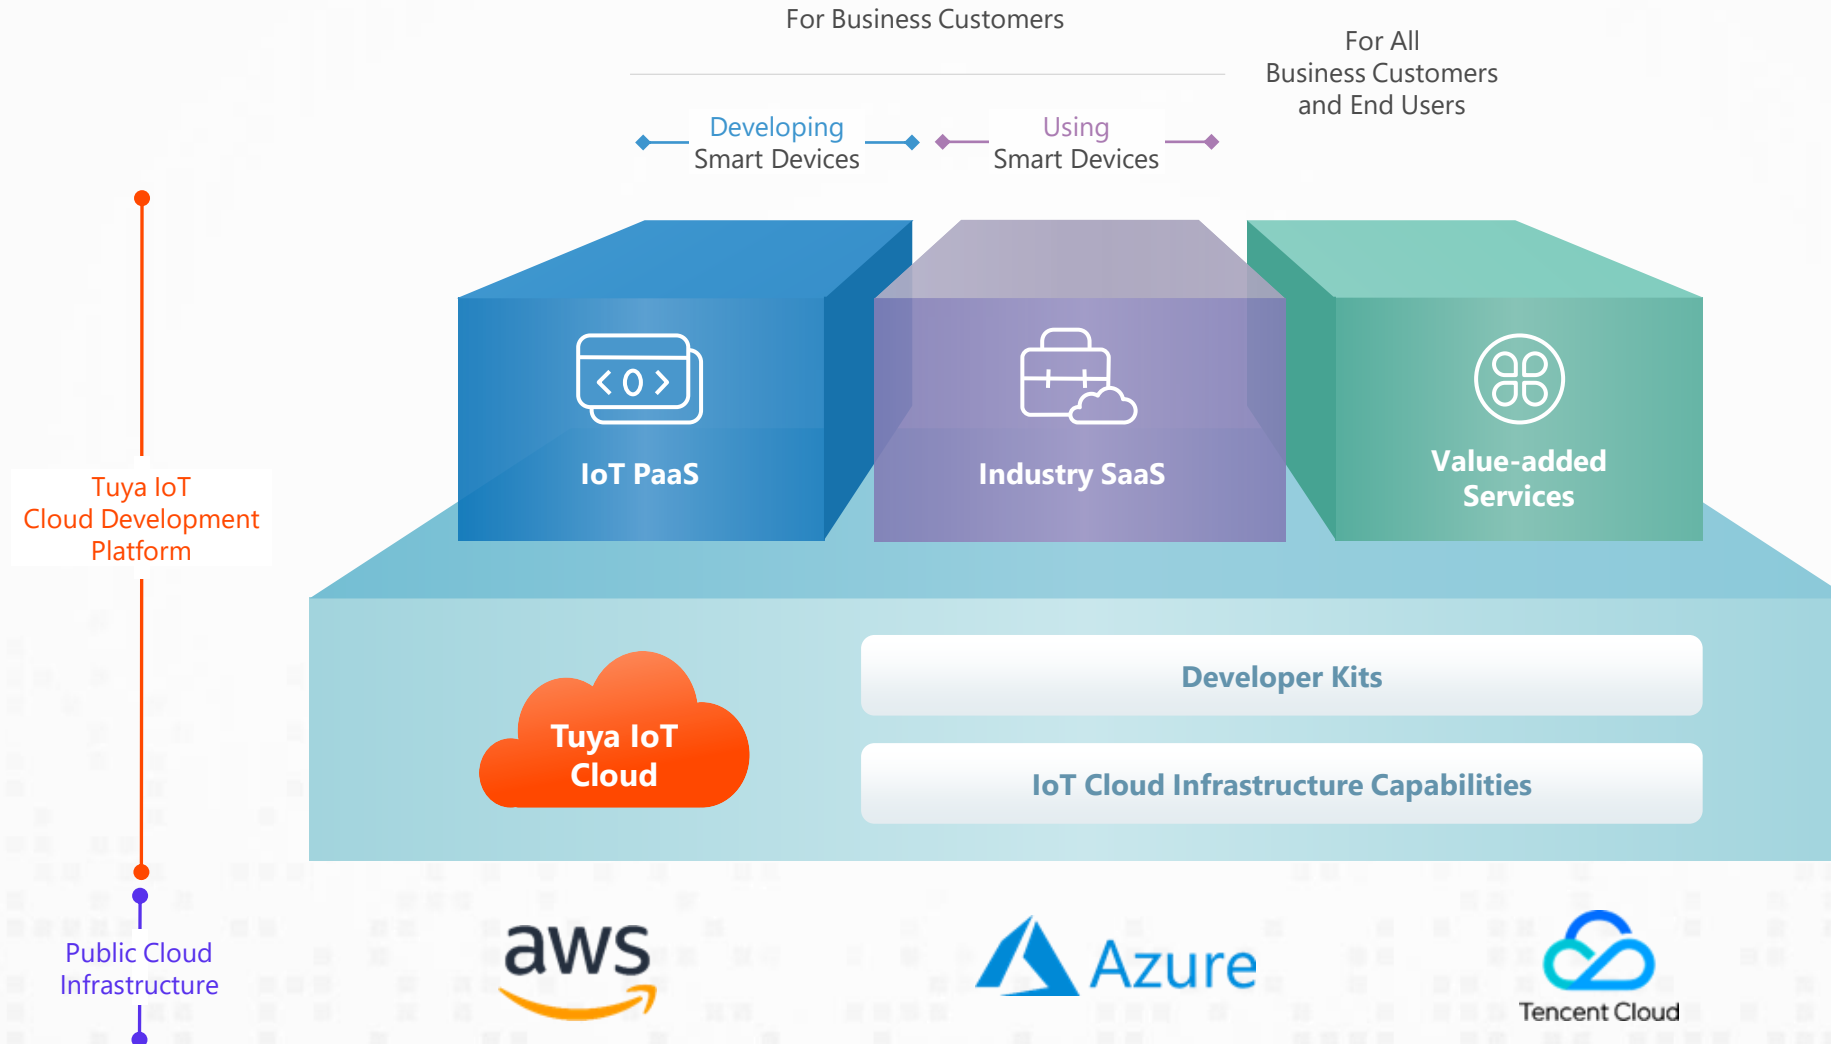 For Business Customers
For All
Business Customers
and End Users
Developing
Smart Devices
Using
Smart Devices
IoT PaaS
Industry SaaS
Value-added
Services
Tuya IoT
Cloud Development
Platform
Tuya IoT
Cloud
Developer Kits
IoT Cloud Infrastructure Capabilities
Public Cloud
Infrastructure
aws
Azure
Tencent Cloud